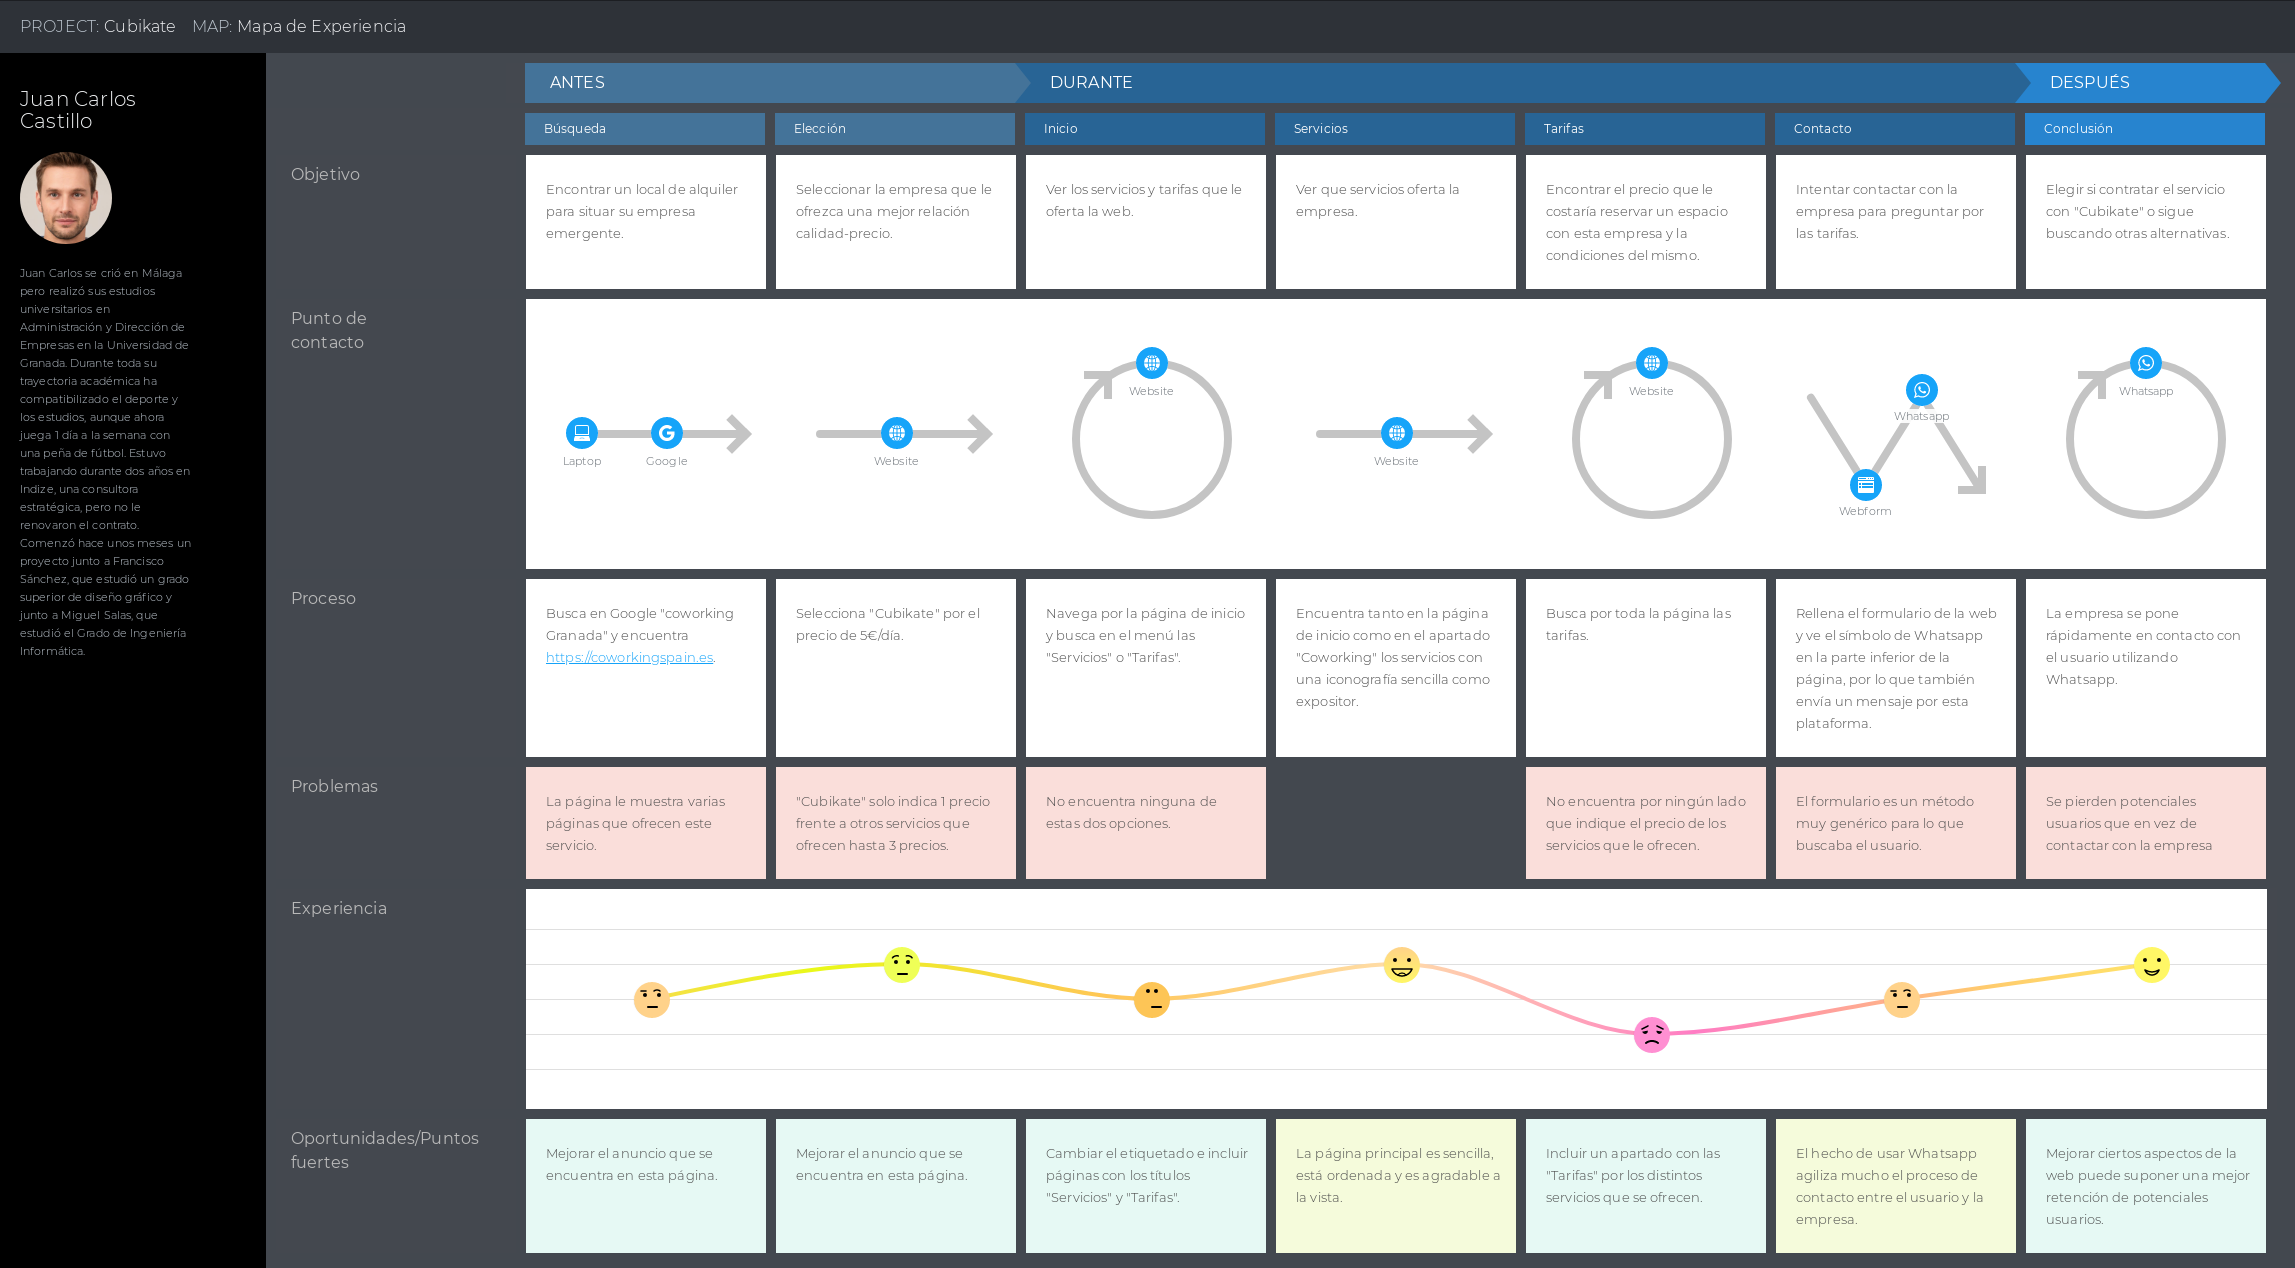 PROJECT: Cubikate MAP: Mapa de Experiencia
Juan Carlos
Castillo
Juan Carlos se crió en Málaga
pero realizó sus estudios
universitarios en
Administración y Dirección de
Empresas en la Universidad de
Granada. Durante toda su
trayectoria académica ha
compatibilizado el deporte y
los estudios, aunque ahora
juega 1 día a la semana con
una peña de fútbol. Estuvo
trabajando durante dos años en
Indize, una consultora
estratégica, pero no le
renovaron el contrato.
Comenzó hace unos meses un
proyecto junto a Francisco
Sánchez, que estudió un grado
superior de diseño gráfico y
junto a Miguel Salas, que
estudió el Grado de Ingeniería
Informática.
ANTES
DURANTE
DESPUÉS
Búsqueda
Elección
Inicio
Servicios
Tarifas
Contacto
Conclusión
Objetivo
Encontrar un local de alquiler
para situar su empresa
emergente.
Seleccionar la empresa que le
ofrezca una mejor relación
calidad-precio.
Ver los servicios y tarifas que le
oferta la web.
Ver que servicios oferta la
empresa.
Encontrar el precio que le
costaría reservar un espacio
con esta empresa y la
condiciones del mismo.
Intentar contactar con la
empresa para preguntar por
las tarifas.
Elegir si contratar el servicio
con "Cubikate" o sigue
buscando otras alternativas.
Punto de
contacto
Laptop
Google
Website
Website
Website
Website
Webform
Whatsapp
Whatsapp
Proceso
Busca en Google "coworking
Granada" y encuentra
https://coworkingspain.es.
Selecciona "Cubikate" por el
precio de 5€/día.
Navega por la página de inicio
y busca en el menú las
"Servicios" o "Tarifas".
Encuentra tanto en la página
de inicio como en el apartado
"Coworking" los servicios con
una iconografía sencilla como
expositor.
Busca por toda la página las
tarifas.
Rellena el formulario de la web
y ve el símbolo de Whatsapp
en la parte inferior de la
página, por lo que también
envía un mensaje por esta
plataforma.
La empresa se pone
rápidamente en contacto con
el usuario utilizando
Whatsapp.
Problemas
La página le muestra varias
páginas que ofrecen este
servicio.
"Cubikate" solo indica 1 precio
frente a otros servicios que
ofrecen hasta 3 precios.
No encuentra ninguna de
estas dos opciones.
No encuentra por ningún lado
que indique el precio de los
servicios que le ofrecen.
El formulario es un método
muy genérico para lo que
buscaba el usuario.
Se pierden potenciales
usuarios que en vez de
contactar con la empresa
Experiencia
Oportunidades/Puntos
fuertes
Mejorar el anuncio que se
encuentra en esta página.
Mejorar el anuncio que se
encuentra en esta página.
Cambiar el etiquetado e incluir
páginas con los títulos
"Servicios" y "Tarifas".
La página principal es sencilla,
está ordenada y es agradable a
la vista.
Incluir un apartado con las
"Tarifas" por los distintos
servicios que se ofrecen.
El hecho de usar Whatsapp
agiliza mucho el proceso de
contacto entre el usuario y la
empresa.
Mejorar ciertos aspectos de la
web puede suponer una mejor
retención de potenciales
usuarios.